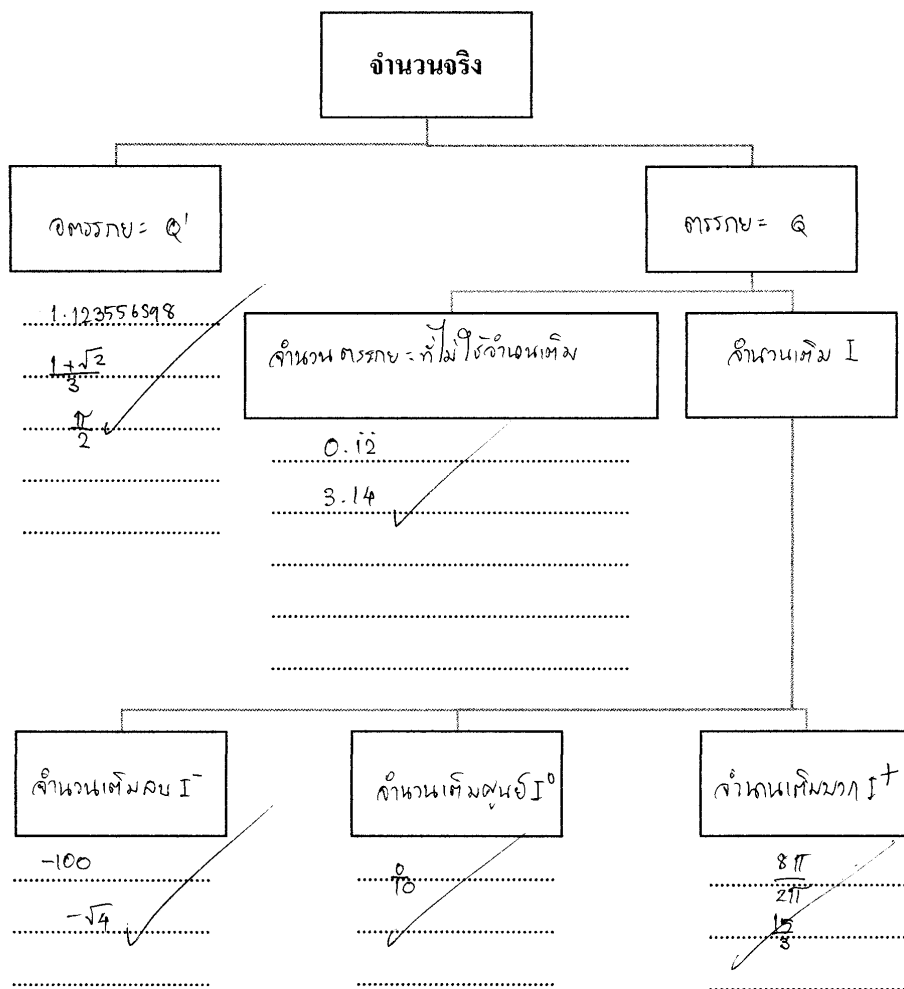 จำนวนจริง
อตรรกยะ Q'
ตรรกยะ Q
1.123556598
1+√2
3
π
2
จำนวนตรรกยะที่ไม่ใช่จำนวนเต็ม
จำนวนเต็ม I
0.1̇2̇
3.14
จำนวนเต็มลบ I⁻
จำนวนเต็มศูนย์ I⁰
จำนวนเต็มบวก I⁺
-100
-√4
0
10
8π
2π
15
3